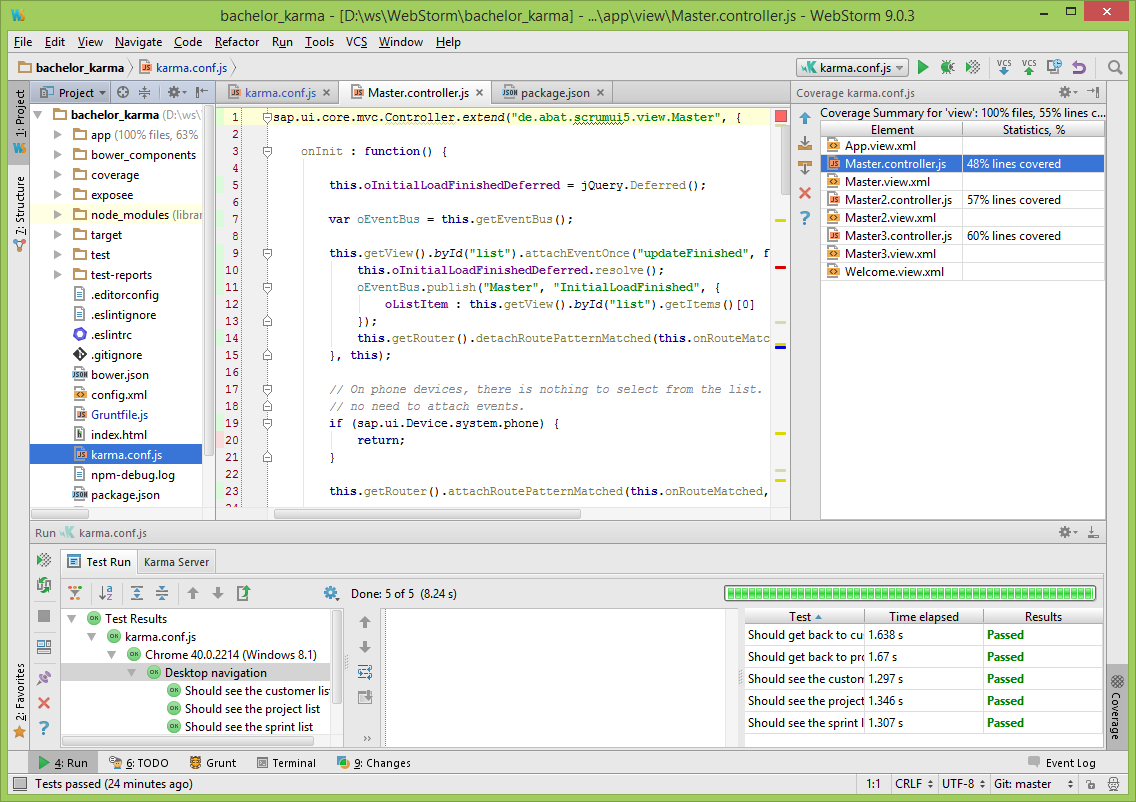 bachelor_karma - [D:\ws\WebStorm\bachelor_karma] - ...\app\view\Master.controller.js - WebStorm 9.0.3
File Edit View Navigate Code Refactor Run Tools VCS Window Help
bachelor_karma karma.conf.js karma.conf.js VCS VCS
1: Project
7: Structure
2: Favorites
Project
bachelor_karma (D:\ws\
app (100% files, 63%
bower_components
coverage
exposee
node_modules (librar
target
test
test-reports
.editorconfig
.eslintignore
.eslintrc
.gitignore
bower.json
config.xml
Gruntfile.js
index.html
karma.conf.js
npm-debug.log
package.json
karma.conf.js Master.controller.js package.json
1 sap.ui.core.mvc.Controller.extend("de.abat.scrumui5.view.Master", {
2
3 onInit : function() {
4
5 this.oInitialLoadFinishedDeferred = jQuery.Deferred();
6
7 var oEventBus = this.getEventBus();
8
9 this.getView().byId("list").attachEventOnce("updateFinished", f
10 this.oInitialLoadFinishedDeferred.resolve();
11 oEventBus.publish("Master", "InitialLoadFinished", {
12 oListItem : this.getView().byId("list").getItems()[0]
13 });
14 this.getRouter().detachRoutePatternMatched(this.onRouteMatc
15 }, this);
16
17 // On phone devices, there is nothing to select from the list.
18 // no need to attach events.
19 if (sap.ui.Device.system.phone) {
20 return;
21 }
22
23 this.getRouter().attachRoutePatternMatched(this.onRouteMatched,
24
Coverage karma.conf.js
Coverage Summary for 'view': 100% files, 55% lines c...
Element Statistics, %
App.view.xml
Master.controller.js 48% lines covered
Master.view.xml
Master2.controller.js 57% lines covered
Master2.view.xml
Master3.controller.js 60% lines covered
Master3.view.xml
Welcome.view.xml
Run karma.conf.js
Test Run Karma Server
Done: 5 of 5 (8.24 s)
Test Results
karma.conf.js
Chrome 40.0.2214 (Windows 8.1)
Desktop navigation
Should see the customer list
Should see the project list
Should see the sprint list
Test Time elapsed Results
Should get back to cu 1.638 s Passed
Should get back to pro 1.67 s Passed
Should see the custom 1.297 s Passed
Should see the project 1.346 s Passed
Should see the sprint l 1.307 s Passed
Coverage
4: Run 6: TODO Grunt Terminal 9: Changes Event Log
Tests passed (24 minutes ago) 1:1 CRLF UTF-8 Git: master